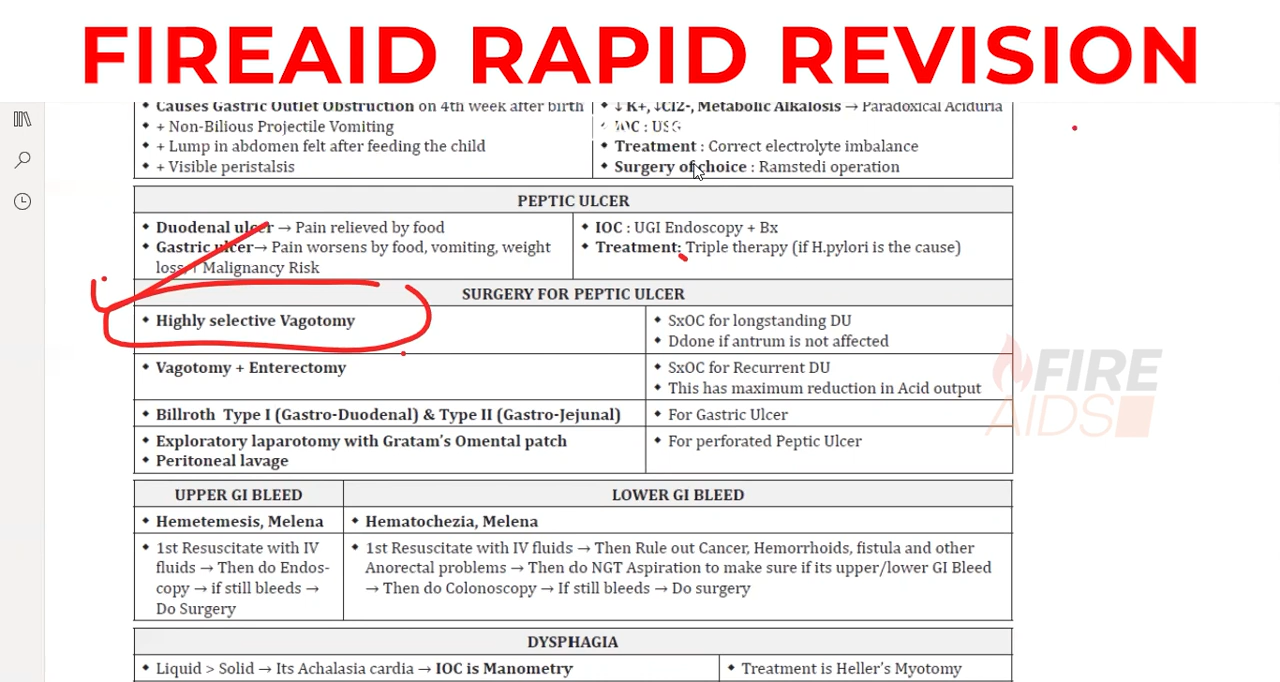 FIREAID RAPID REVISION
Causes Gastric Outlet Obstruction on 4th week after birth
+ Non-Bilious Projectile Vomiting
+ Lump in abdomen felt after feeding the child
+ Visible peristalsis
↓K+, ↓Cl2-, Metabolic Alkalosis → Paradoxical Aciduria
IOC : USG
Treatment : Correct electrolyte imbalance
Surgery of choice : Ramstedi operation
PEPTIC ULCER
Duodenal ulcer → Pain relieved by food
Gastric ulcer→ Pain worsens by food, vomiting, weight
loss, ↑ Malignancy Risk
IOC : UGI Endoscopy + Bx
Treatment: Triple therapy (if H.pylori is the cause)
SURGERY FOR PEPTIC ULCER
Highly selective Vagotomy
SxOC for longstanding DU
Ddone if antrum is not affected
Vagotomy + Enterectomy
SxOC for Recurrent DU
This has maximum reduction in Acid output
Billroth Type I (Gastro-Duodenal) & Type II (Gastro-Jejunal)
For Gastric Ulcer
Exploratory laparotomy with Gratam's Omental patch
Peritoneal lavage
For perforated Peptic Ulcer
UPPER GI BLEED
LOWER GI BLEED
Hemetemesis, Melena
Hematochezia, Melena
1st Resuscitate with IV
fluids → Then do Endos-
copy → if still bleeds →
Do Surgery
1st Resuscitate with IV fluids → Then Rule out Cancer, Hemorrhoids, fistula and other
Anorectal problems → Then do NGT Aspiration to make sure if its upper/lower GI Bleed
→ Then do Colonoscopy → If still bleeds → Do surgery
DYSPHAGIA
Liquid > Solid → Its Achalasia cardia → IOC is Manometry
Treatment is Heller's Myotomy
FIRE
AIDS